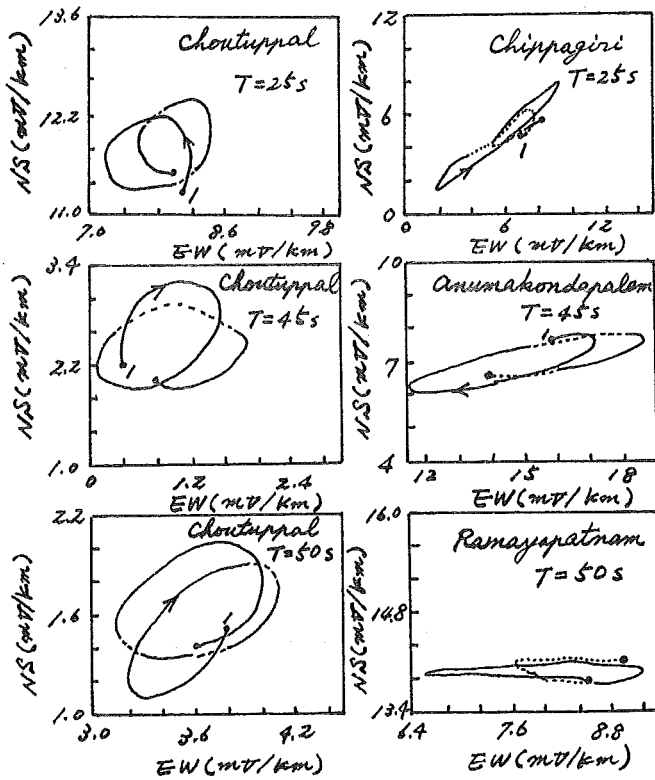 13.6
Choutuppal
T=25s
12.2
11.0
NS(mv/km)
1
7.0 8.6 9.8
EW(mv/km)
12
Chippagiri
T=25s
6
0
NS(mv/km)
1
0 6 12
EW(mv/km)
3.4
Choutuppal
T=45s
2.2
1.0
NS(mv/km)
1
0 1.2 2.4
EW(mv/km)
10
Anumakondapalem
T=45s
7
4
NS(mv/km)
1
12 15 18
EW(mv/km)
2.2
Choutuppal
T=50s
1.6
1.0
NS(mv/km)
1
3.0 3.6 4.2
EW(mv/km)
16.0
Ramayapatnam
T=50s
14.8
13.4
NS(mv/km)
6.4 7.6 8.8
EW(mv/km)